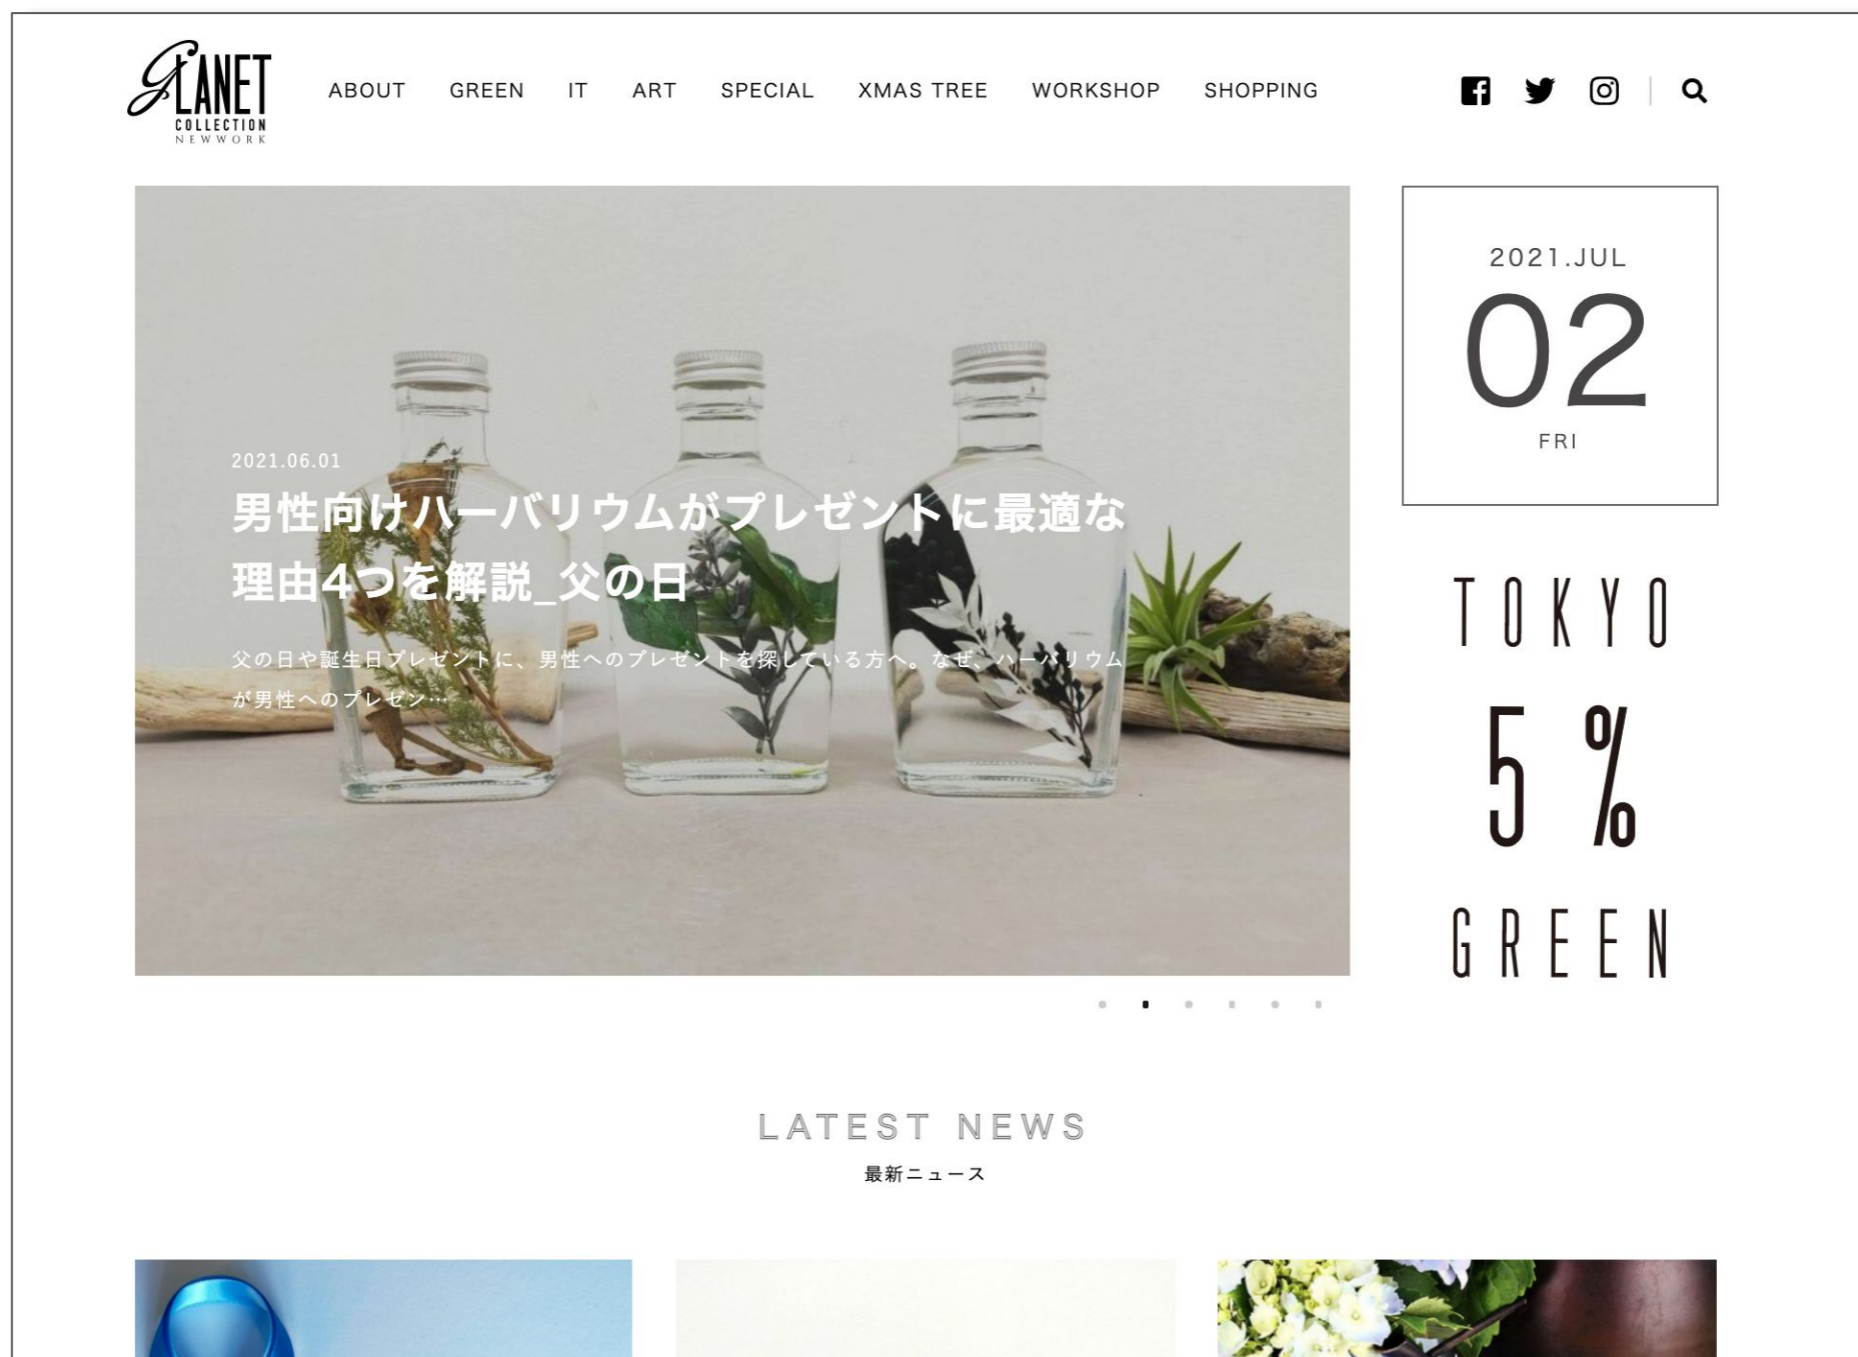 GLANET
COLLECTION
NEWWORK
ABOUT GREEN IT ART SPECIAL XMAS TREE WORKSHOP SHOPPING
2021.06.01
男性向けハーバリウムがプレゼントに最適な
理由4つを解説_父の日
父の日や誕生日プレゼントに、男性へのプレゼントを探している方へ。なぜ、ハーバリウム
が男性へのプレゼン…
2021.JUL
02
FRI
TOKYO
5%
GREEN
LATEST NEWS
最新ニュース